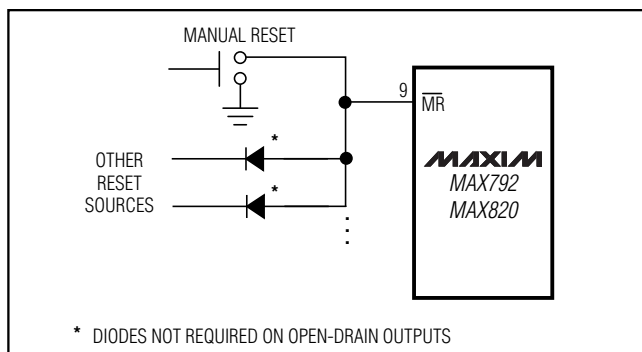 MANUAL RESET
9
MR
*
OTHER
RESET
SOURCES
*
MAXIM
MAX792
MAX820
* DIODES NOT REQUIRED ON OPEN-DRAIN OUTPUTS